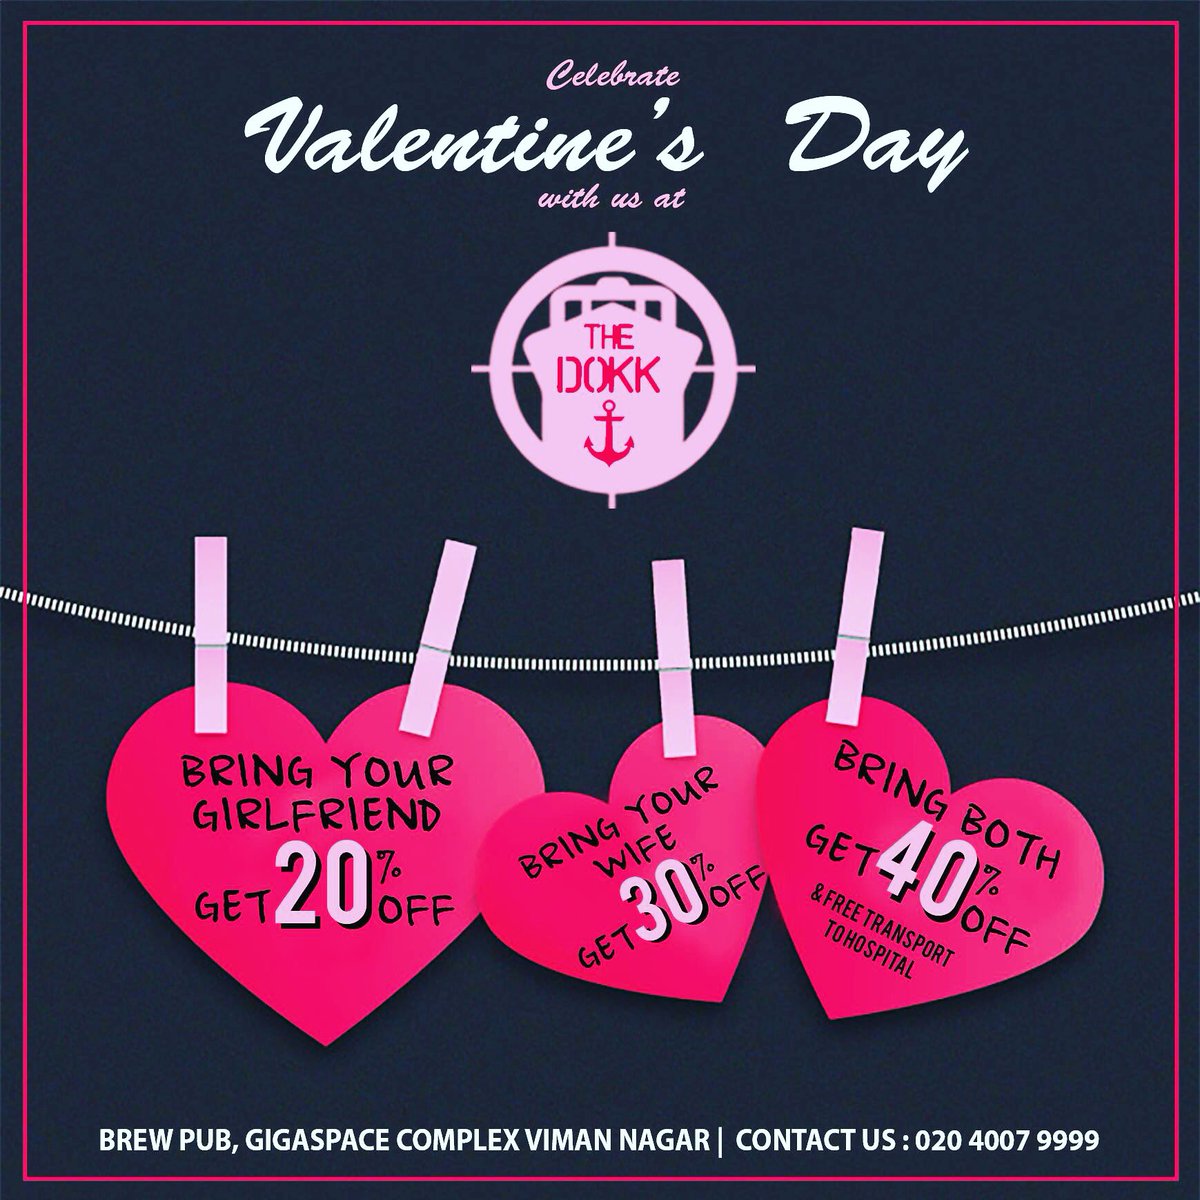 Celebrate
Valentine's Day
with us at
THE
DOKK
BRING YOUR
GIRLFRIEND
GET 20% OFF
BRING YOUR
WIFE
GET 30% OFF
BRING BOTH
GET 40% OFF
& FREE TRANSPORT
TO HOSPITAL
BREW PUB, GIGASPACE COMPLEX VIMAN NAGAR | CONTACT US : 020 4007 9999